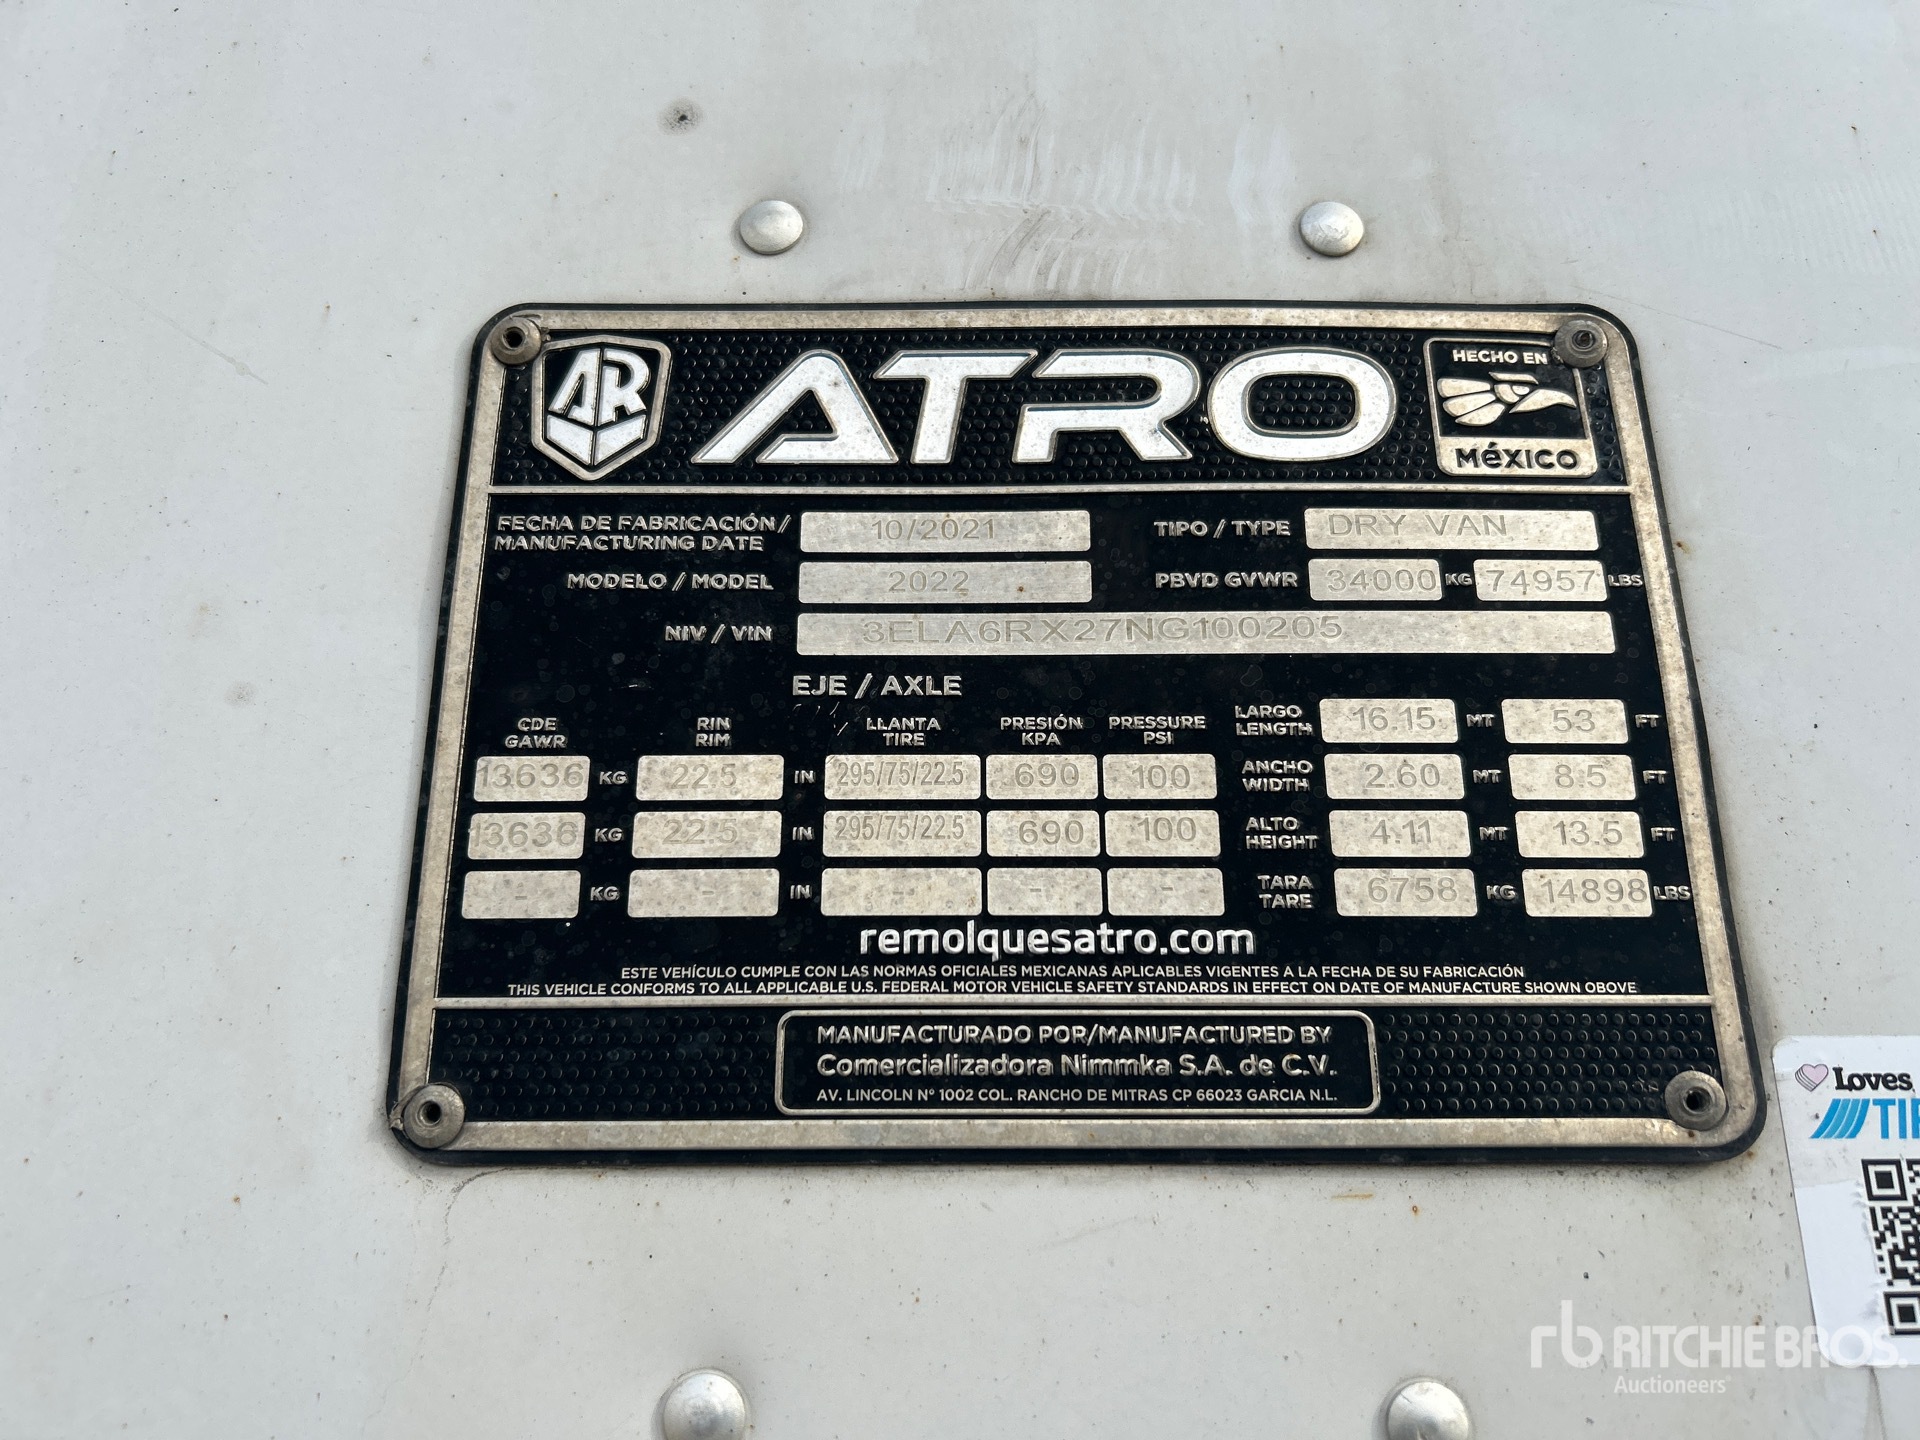 AR ATRO HECHO EN MéXICO
FECHA DE FABRICACIÓN / 10/2021 TIPO / TYPE DRY VAN
MANUFACTURING DATE
MODELO / MODEL 2022 PBVD GVWR 34000 KG 74957 LBS
NIV / VIN 3ELA6RX27NG100205
EJE / AXLE
CDE GAWR RIN RIM LLANTA TIRE PRESIÓN KPA PRESSURE PSI LARGO LENGTH 16.15 MT 53 FT
13636 KG 22.5 IN 295/75/22.5 690 100 ANCHO WIDTH 2.60 MT 8.5 FT
13636 KG 22.5 IN 295/75/22.5 690 100 ALTO HEIGHT 4.11 MT 13.5 FT
- KG - IN - - - TARA TARE 6758 KG 14898 LBS
remolquesatro.com
ESTE VEHÍCULO CUMPLE CON LAS NORMAS OFICIALES MEXICANAS APLICABLES VIGENTES A LA FECHA DE SU FABRICACIÓN
THIS VEHICLE CONFORMS TO ALL APPLICABLE U.S. FEDERAL MOTOR VEHICLE SAFETY STANDARDS IN EFFECT ON DATE OF MANUFACTURE SHOWN OBOVE
MANUFACTURADO POR/MANUFACTURED BY
Comercializadora Nimmka S.A. de C.V.
AV. LINCOLN Nº 1002 COL. RANCHO DE MITRAS CP 66023 GARCIA N.L.
Loves
rb RITCHIE BROS.
Auctioneers